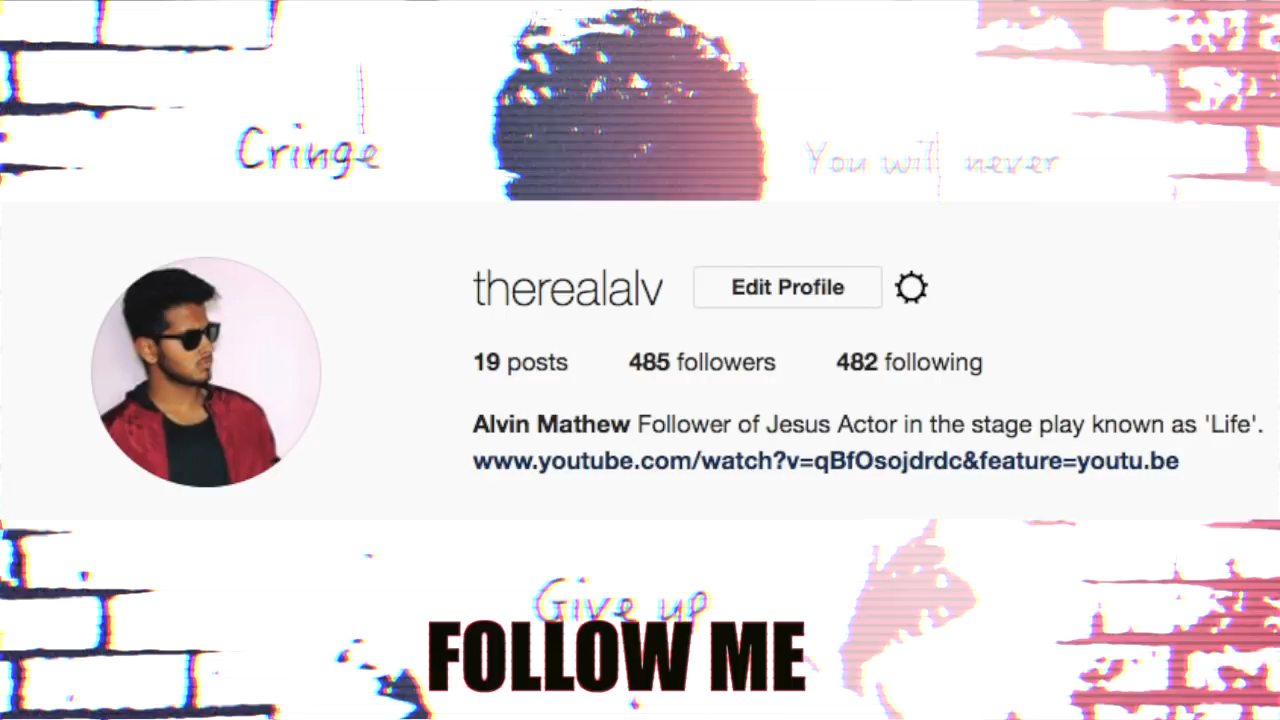 Cringe
You will never
therealalv Edit Profile
19 posts 485 followers 482 following
Alvin Mathew Follower of Jesus Actor in the stage play known as 'Life'.
www.youtube.com/watch?v=qBfOsojdrdc&feature=youtu.be
Give up
FOLLOW ME